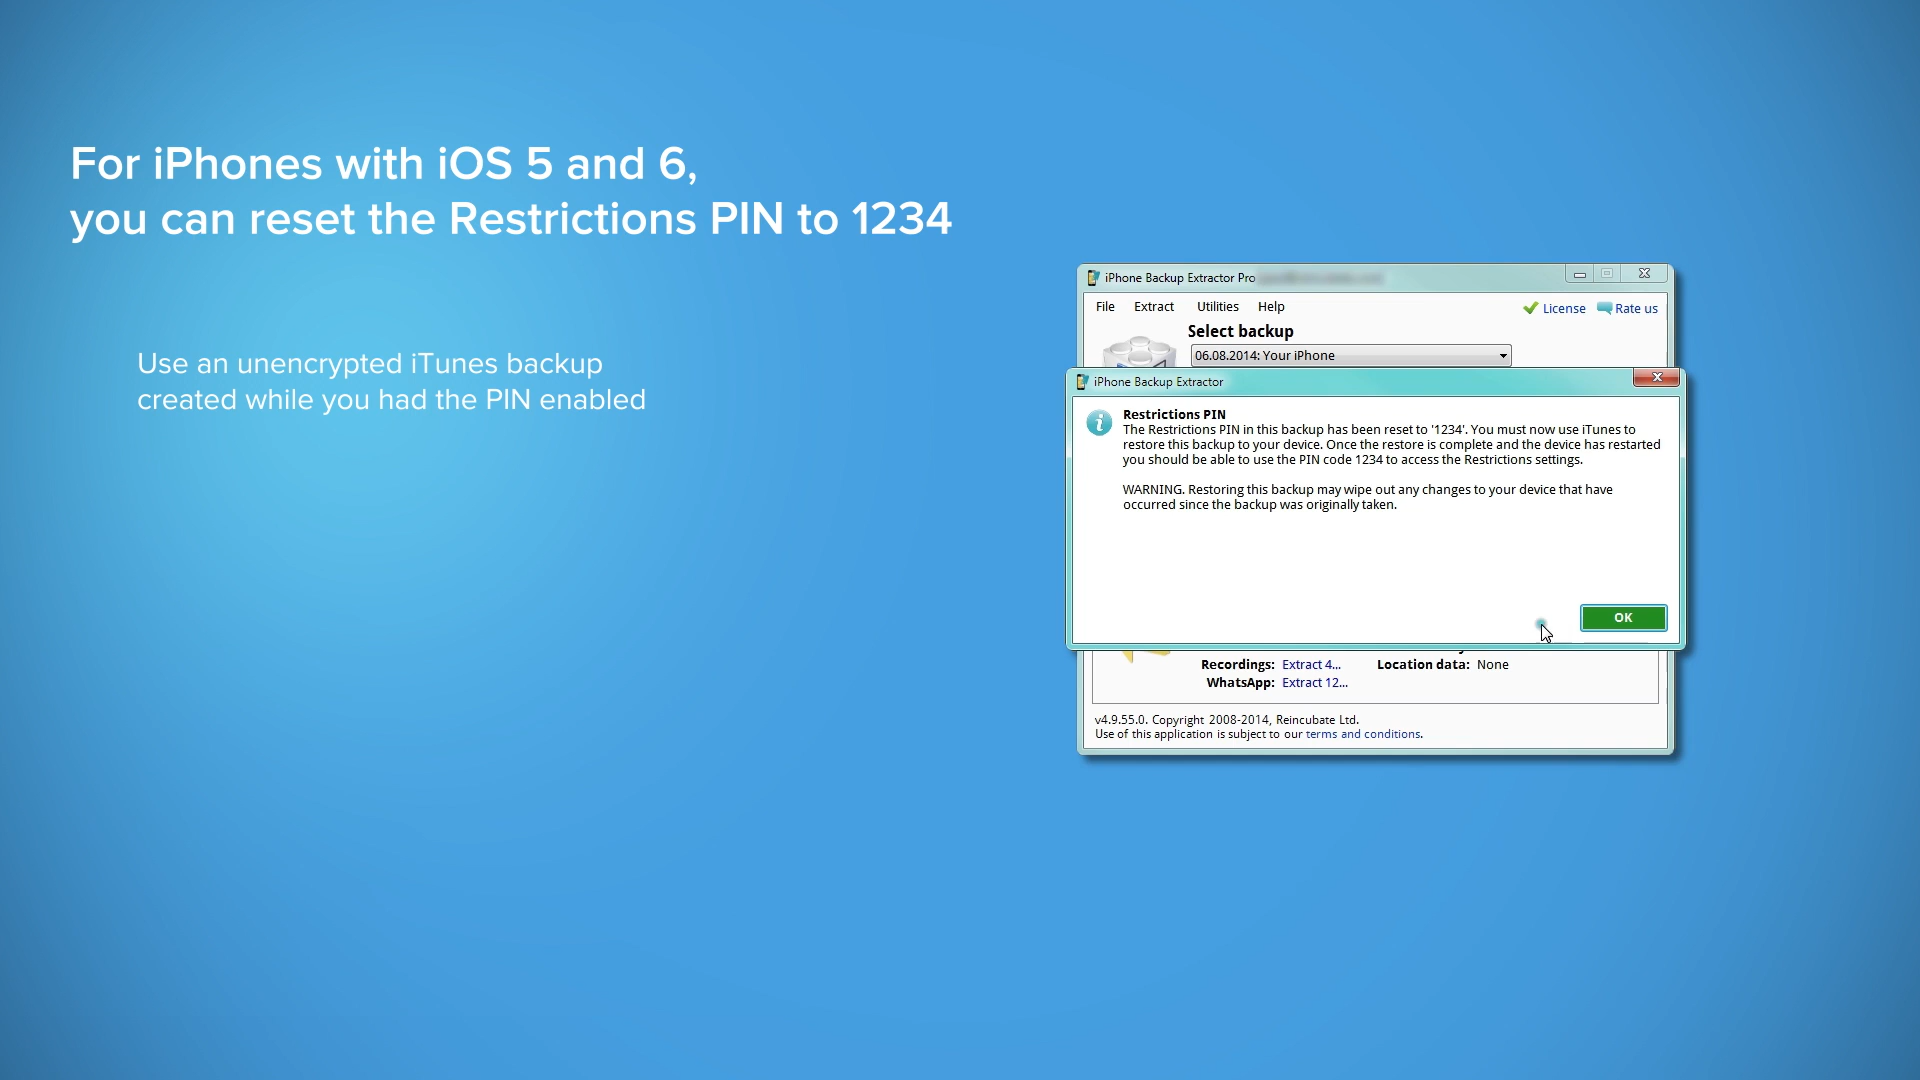 For iPhones with iOS 5 and 6,
you can reset the Restrictions PIN to 1234
Use an unencrypted iTunes backup
created while you had the PIN enabled
iPhone Backup Extractor Pro
File Extract Utilities Help License Rate us
Select backup
06.08.2014: Your iPhone
iPhone Backup Extractor
Restrictions PIN
The Restrictions PIN in this backup has been reset to '1234'. You must now use iTunes to
restore this backup to your device. Once the restore is complete and the device has restarted
you should be able to use the PIN code 1234 to access the Restrictions settings.
WARNING. Restoring this backup may wipe out any changes to your device that have
occurred since the backup was originally taken.
OK
Recordings: Extract 4... Location data: None
WhatsApp: Extract 12...
v4.9.55.0. Copyright 2008-2014, Reincubate Ltd.
Use of this application is subject to our terms and conditions.